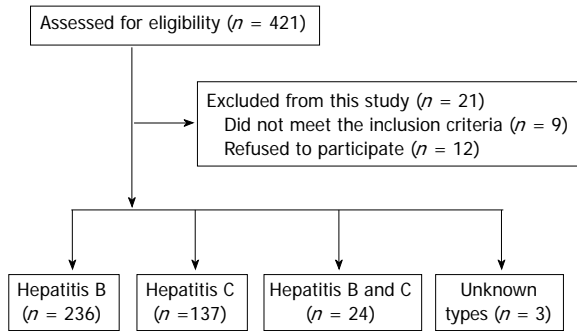 Assessed for eligibility (n = 421)
Excluded from this study (n = 21)
Did not meet the inclusion criteria (n = 9)
Refused to participate (n = 12)
Hepatitis B
(n = 236)
Hepatitis C
(n =137)
Hepatitis B and C
(n = 24)
Unknown
types (n = 3)